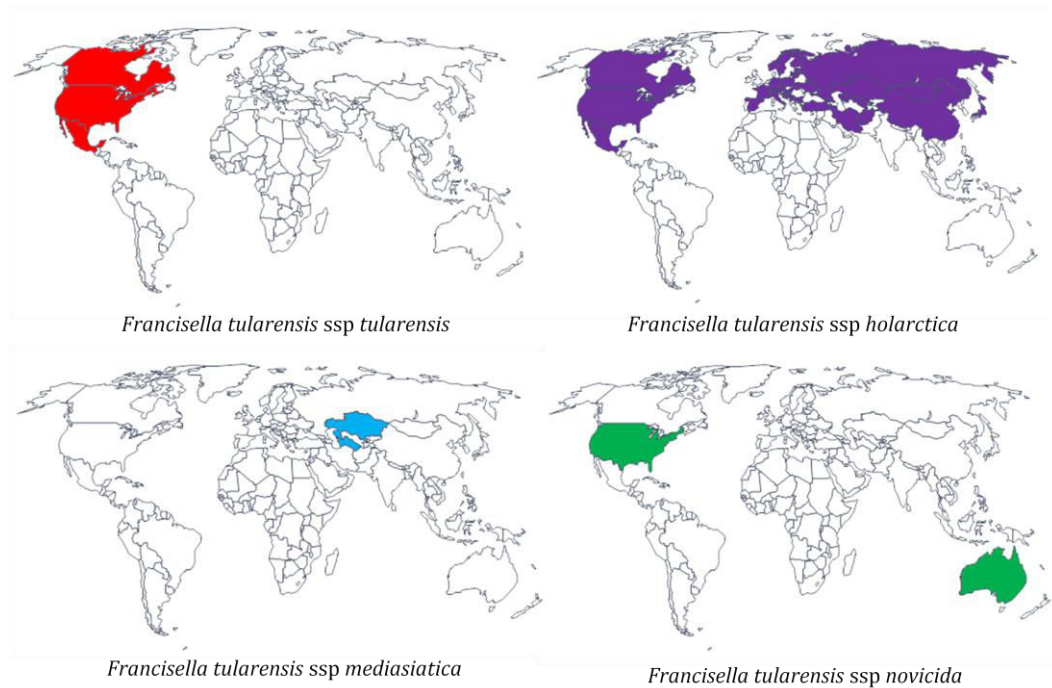 Francisella tularensis ssp tularensis
Francisella tularensis ssp holarctica
Francisella tularensis ssp mediasiatica
Francisella tularensis ssp novicida